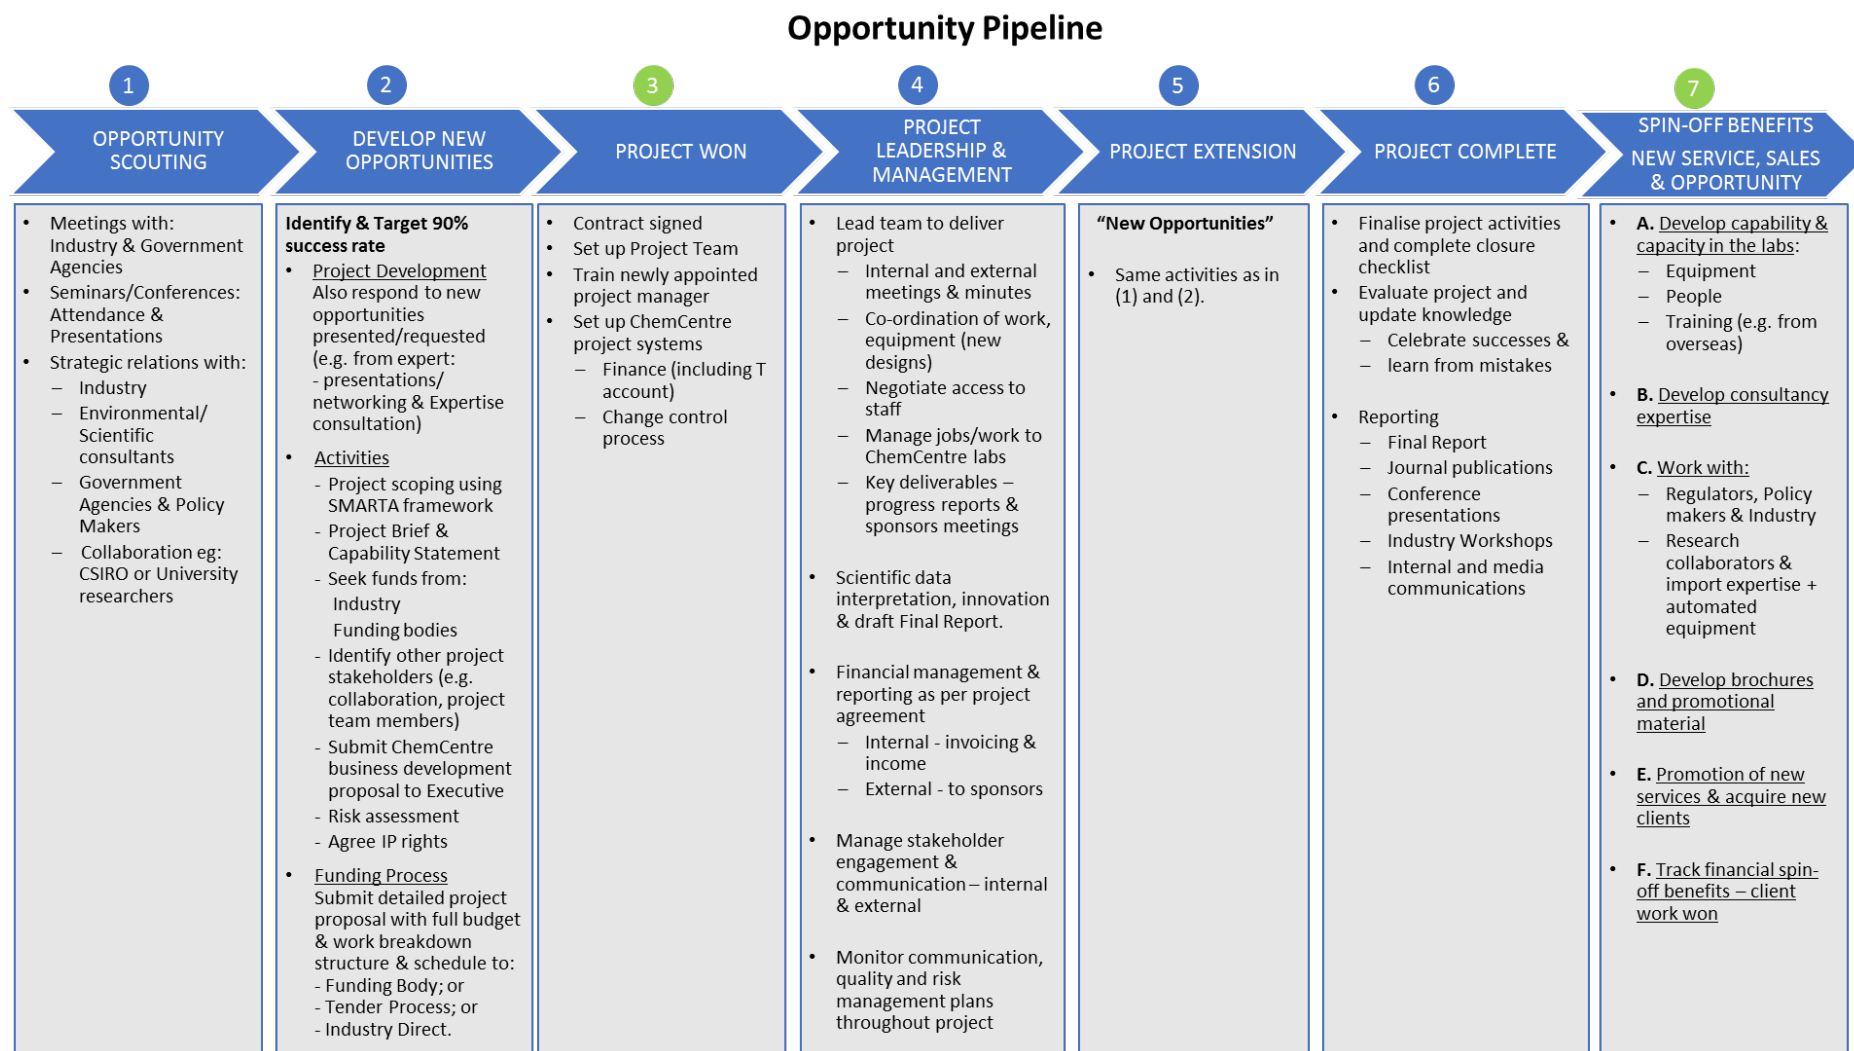 Opportunity Pipeline
1
OPPORTUNITY
SCOUTING
• Meetings with:
Industry & Government
Agencies
• Seminars/Conferences:
Attendance &
Presentations
• Strategic relations with:
– Industry
– Environmental/
Scientific
consultants
– Government
Agencies & Policy
Makers
– Collaboration eg:
CSIRO or University
researchers
2
DEVELOP NEW
OPPORTUNITIES
Identify & Target 90%
success rate
• Project Development
Also respond to new
opportunities
presented/requested
(e.g. from expert:
- presentations/
networking & Expertise
consultation)
• Activities
- Project scoping using
SMARTA framework
- Project Brief &
Capability Statement
- Seek funds from:
Industry
Funding bodies
- Identify other project
stakeholders (e.g.
collaboration, project
team members)
- Submit ChemCentre
business development
proposal to Executive
- Risk assessment
- Agree IP rights
• Funding Process
Submit detailed project
proposal with full budget
& work breakdown
structure & schedule to:
- Funding Body; or
- Tender Process; or
- Industry Direct.
3
PROJECT WON
• Contract signed
• Set up Project Team
• Train newly appointed
project manager
• Set up ChemCentre
project systems
– Finance (including T
account)
– Change control
process
4
PROJECT
LEADERSHIP &
MANAGEMENT
• Lead team to deliver
project
– Internal and external
meetings & minutes
– Co-ordination of work,
equipment (new
designs)
– Negotiate access to
staff
– Manage jobs/work to
ChemCentre labs
– Key deliverables –
progress reports &
sponsors meetings
• Scientific data
interpretation, innovation
& draft Final Report.
• Financial management &
reporting as per project
agreement
– Internal - invoicing &
income
– External - to sponsors
• Manage stakeholder
engagement &
communication – internal
& external
• Monitor communication,
quality and risk
management plans
throughout project
5
PROJECT EXTENSION
“New Opportunities”
• Same activities as in
(1) and (2).
6
PROJECT COMPLETE
• Finalise project activities
and complete closure
checklist
• Evaluate project and
update knowledge
– Celebrate successes &
– learn from mistakes
• Reporting
– Final Report
– Journal publications
– Conference
presentations
– Industry Workshops
– Internal and media
communications
7
SPIN-OFF BENEFITS
NEW SERVICE, SALES
& OPPORTUNITY
• A. Develop capability &
capacity in the labs:
– Equipment
– People
– Training (e.g. from
overseas)
• B. Develop consultancy
expertise
• C. Work with:
– Regulators, Policy
makers & Industry
– Research
collaborators &
import expertise +
automated
equipment
• D. Develop brochures
and promotional
material
• E. Promotion of new
services & acquire new
clients
• F. Track financial spin-
off benefits – client
work won